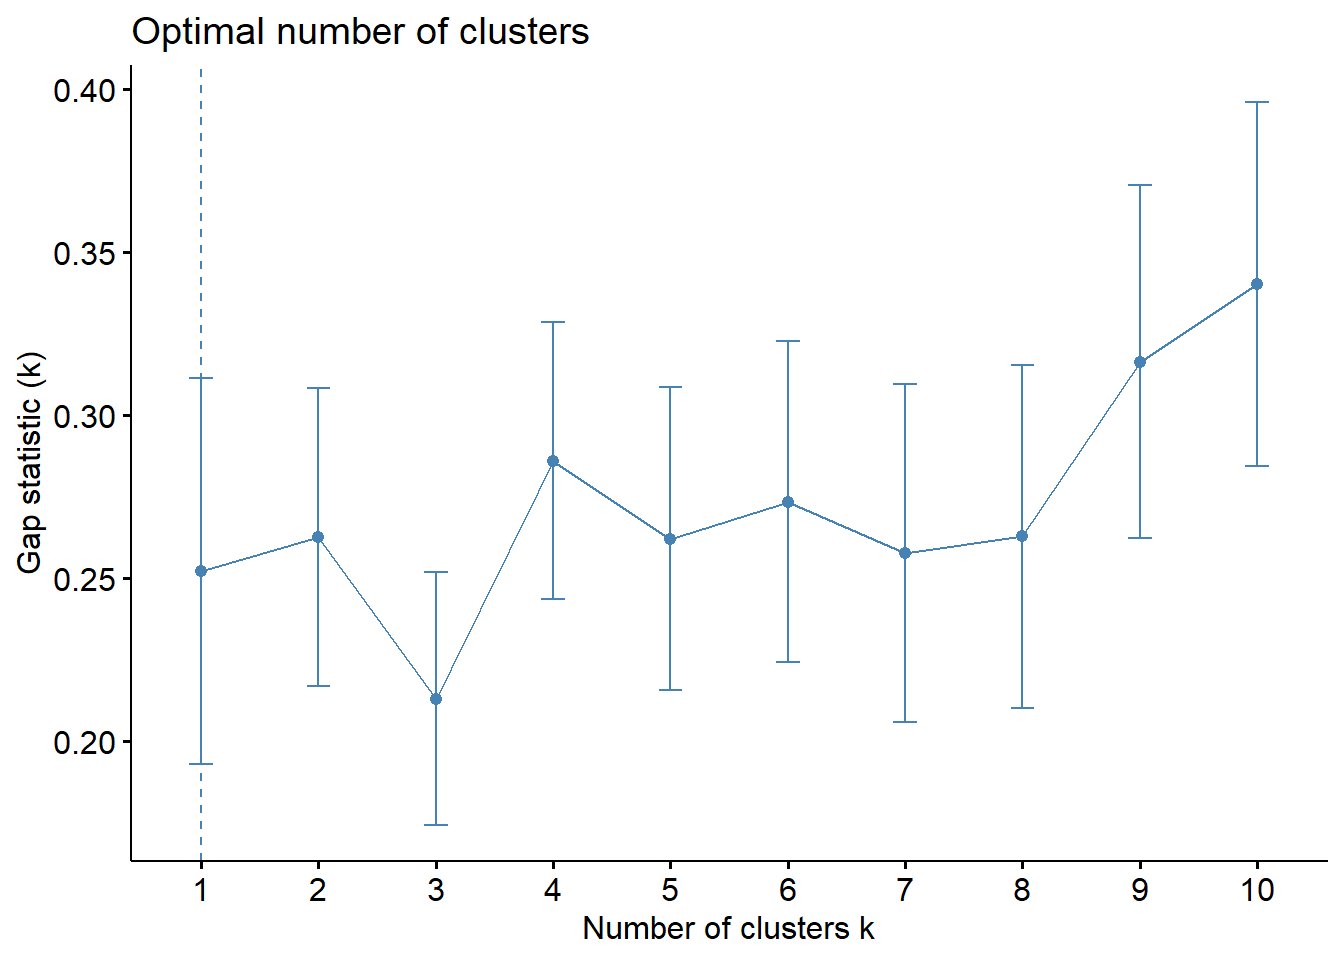 Optimal number of clusters
0.40
0.35
0.30
0.25
0.20
Gap statistic (k)
1 2 3 4 5 6 7 8 9 10
Number of clusters k